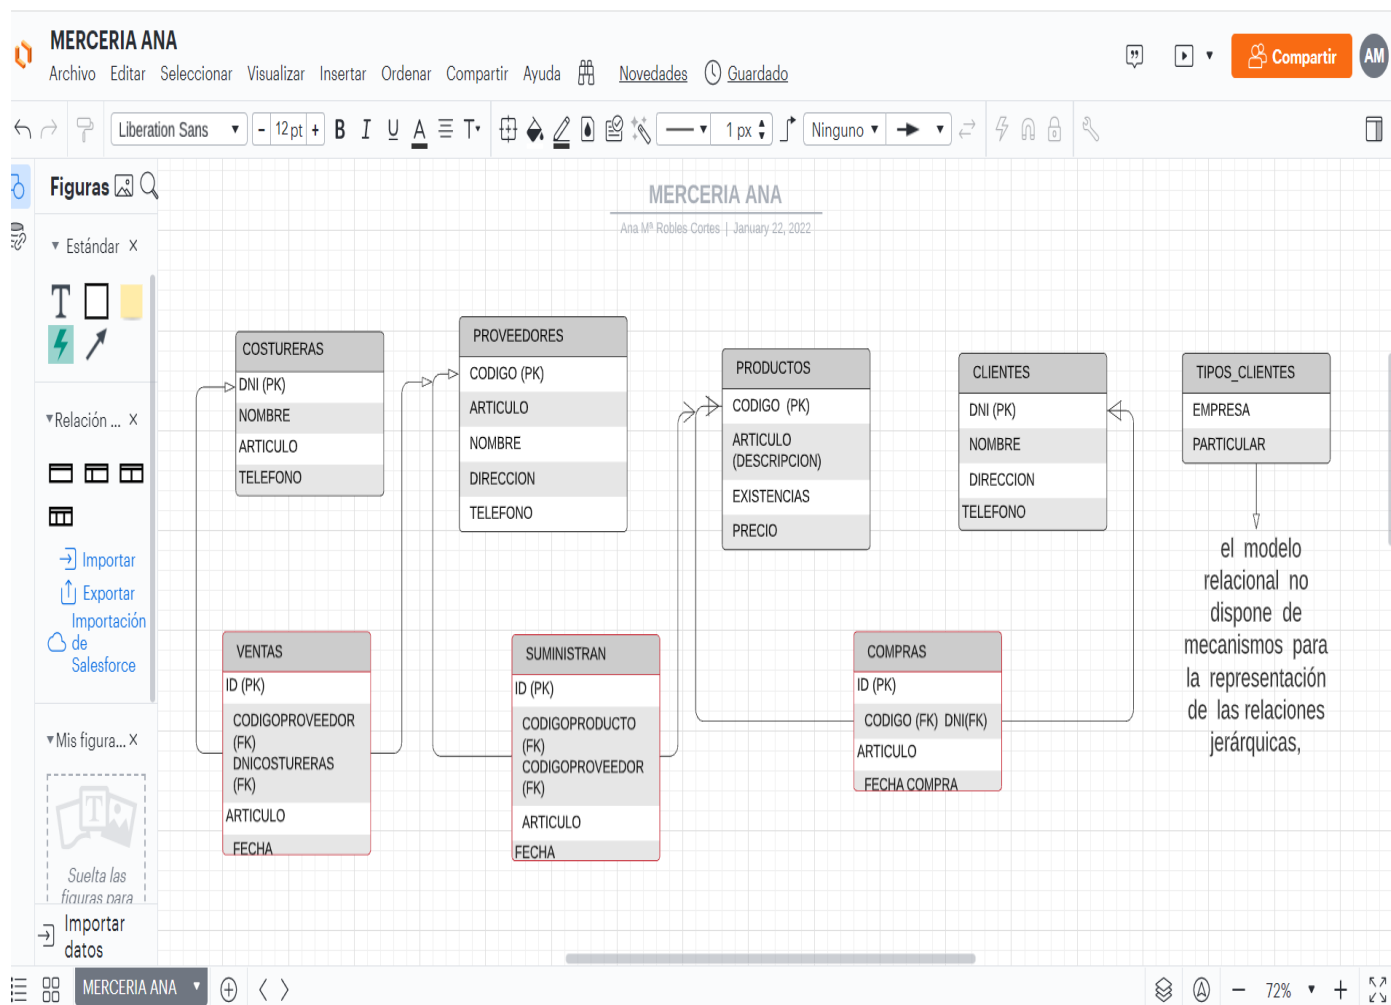 MERCERIA ANA
Archivo Editar Seleccionar Visualizar Insertar Ordenar Compartir Ayuda Novedades Guardado
Compartir
AM
Liberation Sans - 12 pt + B I U A T 1 px Ninguno
Figuras
Estándar X
T
Relación ... X
Importar
Exportar
Importación
de
Salesforce
Mis figura... X
T
Suelta las
figuras para
Importar
datos
MERCERIA ANA
Ana Mª Robles Cortes | January 22, 2022
COSTURERAS
DNI (PK)
NOMBRE
ARTICULO
TELEFONO
PROVEEDORES
CODIGO (PK)
ARTICULO
NOMBRE
DIRECCION
TELEFONO
PRODUCTOS
CODIGO (PK)
ARTICULO
(DESCRIPCION)
EXISTENCIAS
PRECIO
CLIENTES
DNI (PK)
NOMBRE
DIRECCION
TELEFONO
TIPOS_CLIENTES
EMPRESA
PARTICULAR
el modelo
relacional no
dispone de
mecanismos para
la representación
de las relaciones
jerárquicas,
VENTAS
ID (PK)
CODIGOPROVEEDOR
(FK)
DNICOSTURERAS
(FK)
ARTICULO
FECHA
SUMINISTRAN
ID (PK)
CODIGOPRODUCTO
(FK)
CODIGOPROVEEDOR
(FK)
ARTICULO
FECHA
COMPRAS
ID (PK)
CODIGO (FK) DNI(FK)
ARTICULO
FECHA COMPRA
MERCERIA ANA
72%